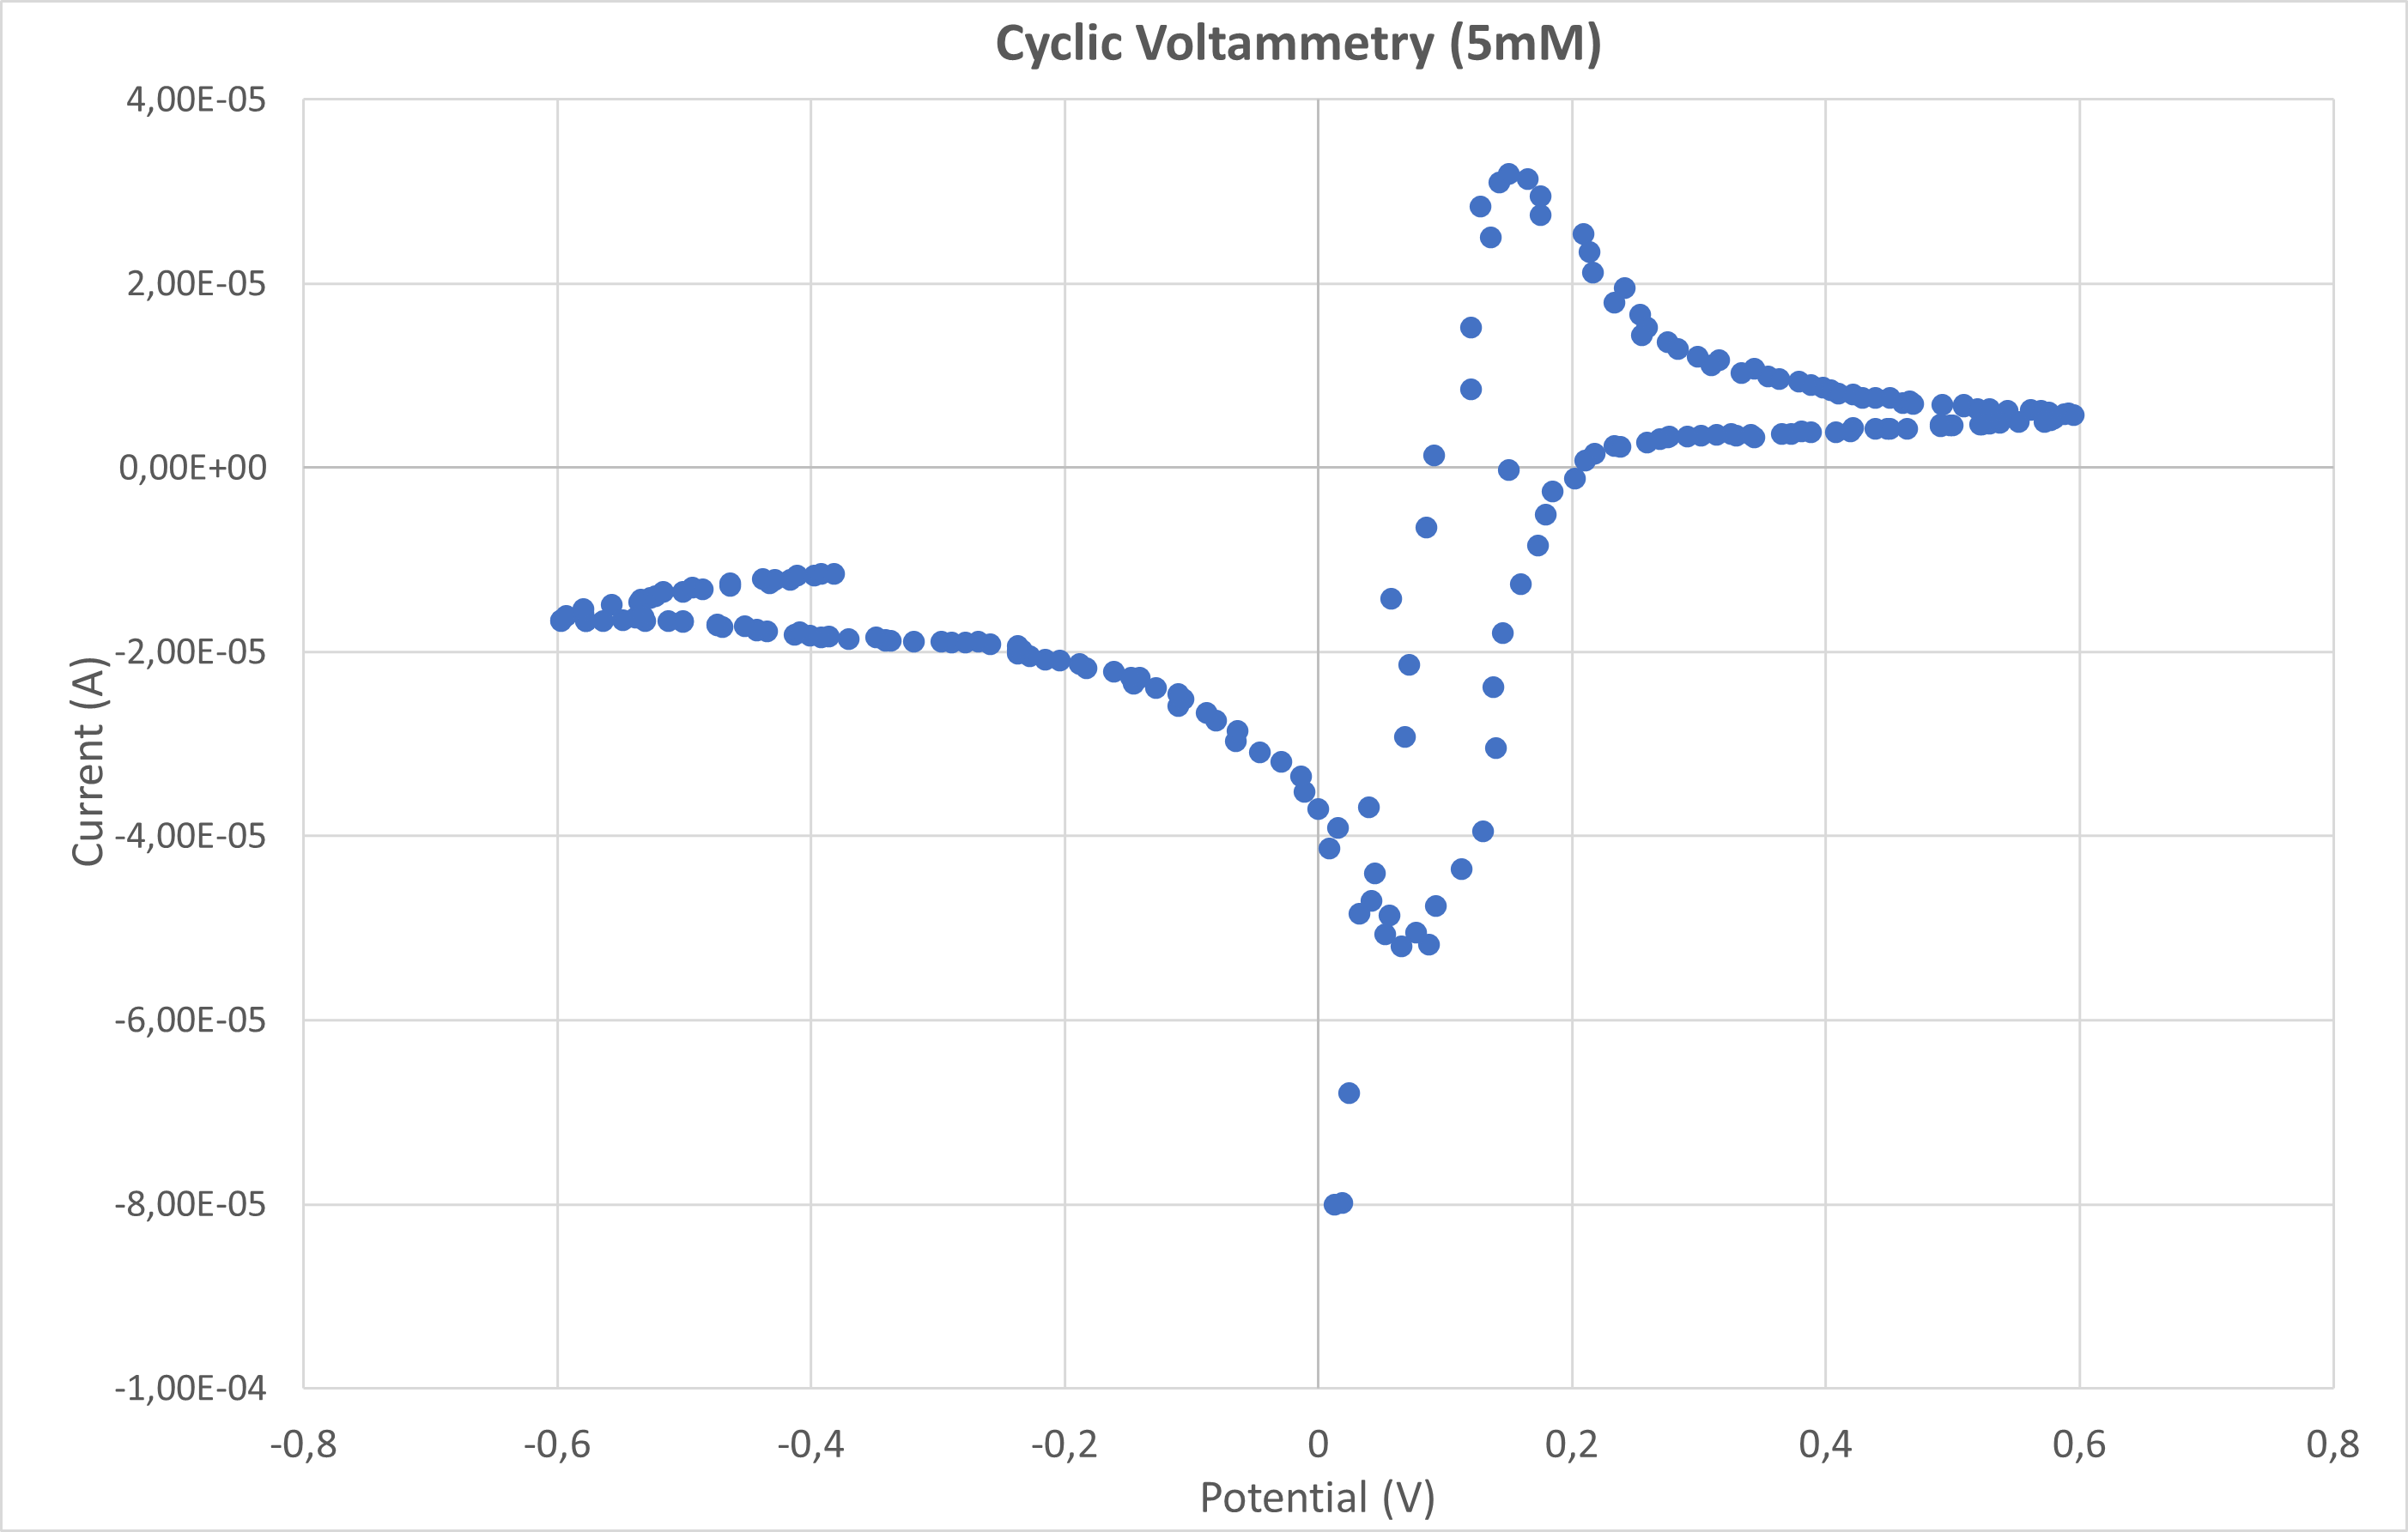 Cyclic Voltammetry (5mM)
4,00E-05
2,00E-05
0,00E+00
-2,00E-05
-4,00E-05
-6,00E-05
-8,00E-05
-1,00E-04
Current (A)
-0,8 -0,6 -0,4 -0,2 0 0,2 0,4 0,6 0,8
Potential (V)